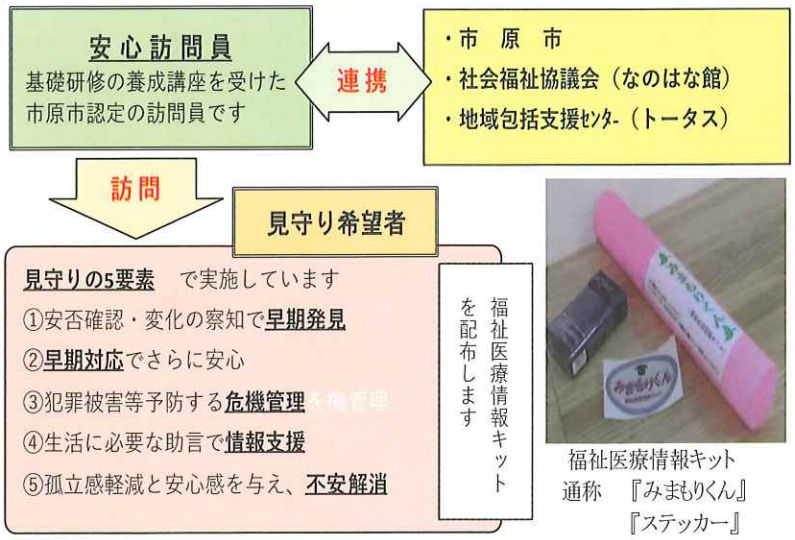 安心訪問員
基礎研修の養成講座を受けた
市原市認定の訪問員です
連携
・市　原　市
・社会福祉協議会（なのはな館）
・地域包括支援ｾﾝﾀｰ（トータス）
訪問
見守り希望者
見守りの5要素　で実施しています
①安否確認・変化の察知で早期発見
②早期対応でさらに安心
③犯罪被害等予防する危機管理を機管理
④生活に必要な助言で情報支援
⑤孤立感軽減と安心感を与え、不安解消
福祉医療情報キット
を配布します
みまもりくん
みまもりくん
福祉医療情報キット
通称　『みまもりくん』
『ステッカー』